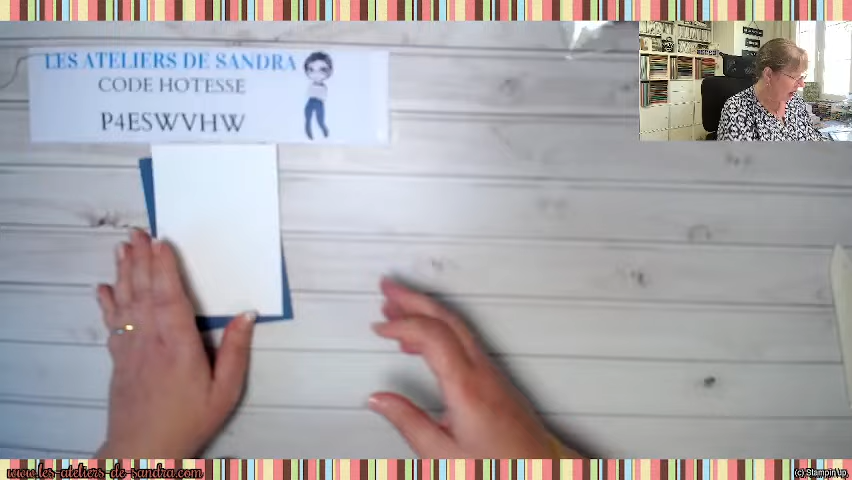 LES ATELIERS DE SANDRA
CODE HOTESSE
P4ESWVHW
www.les-ateliers-de-sandra.com
(c) Stampin'up